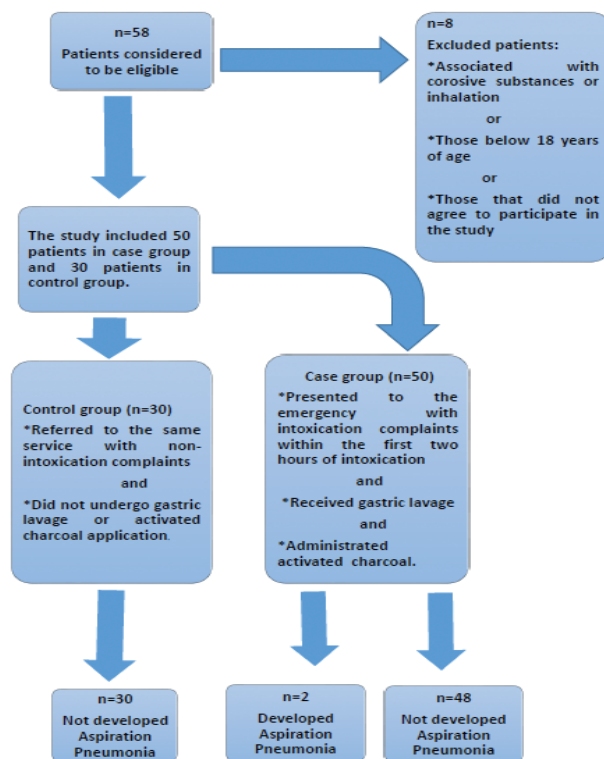 n=58
Patients considered
to be eligible
n=8
Excluded patients:
*Associated with
corosive substances or
inhalation
or
*Those below 18 years
of age
or
*Those that did not
agree to participate in
the study
The study included 50
patients in case group
and 30 patients in
control group.
Control group (n=30)
*Referred to the same
service with non-
intoxication complaints
and
*Did not undergo gastric
lavage or activated
charcoal application.
Case group (n=50)
*Presented to the
emergency with
intoxication complaints
within the first two
hours of intoxication
and
*Received gastric lavage
and
*Administrated
activated charcoal.
n=30
Not developed
Aspiration
Pneumonia
n=2
Developed
Aspiration
Pneumonia
n=48
Not developed
Aspiration
Pneumonia